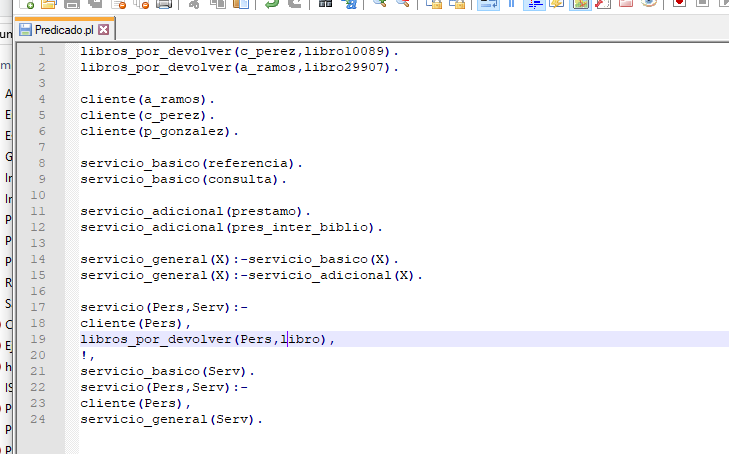 Predicado.pl
1 libros_por_devolver(c_perez,libro10089).
2 libros_por_devolver(a_ramos,libro29907).
3
4 cliente(a_ramos).
5 cliente(c_perez).
6 cliente(p_gonzalez).
7
8 servicio_basico(referencia).
9 servicio_basico(consulta).
10
11 servicio_adicional(prestamo).
12 servicio_adicional(pres_inter_biblio).
13
14 servicio_general(X):-servicio_basico(X).
15 servicio_general(X):-servicio_adicional(X).
16
17 servicio(Pers,Serv):-
18 cliente(Pers),
19 libros_por_devolver(Pers,libro),
20 !,
21 servicio_basico(Serv).
22 servicio(Pers,Serv):-
23 cliente(Pers),
24 servicio_general(Serv).